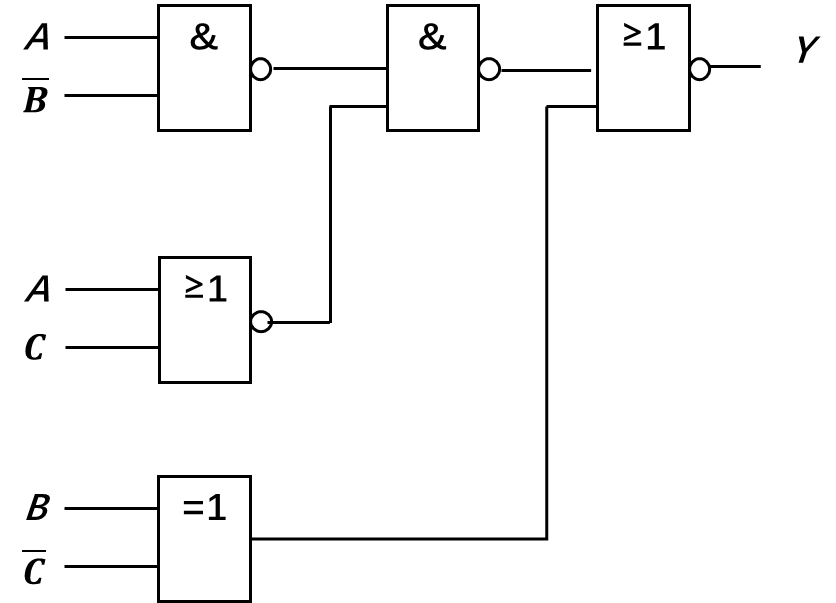 A & & ≥1 Y
B̅
A ≥1
C
B =1
C̅